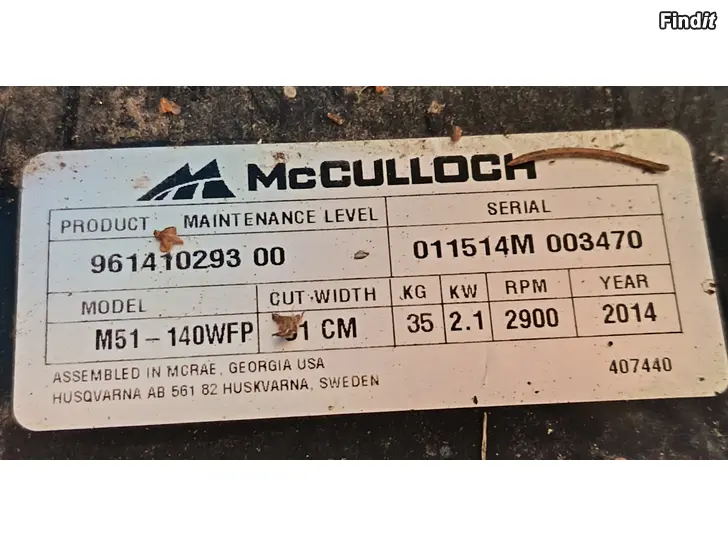 Findit
McCULLOCH
PRODUCT MAINTENANCE LEVEL SERIAL
961410293 00 011514M 003470
MODEL CUT WIDTH KG KW RPM YEAR
M51-140WFP CM 35 2.1 2900 2014
ASSEMBLED IN MCRAE, GEORGIA USA
HUSQVARNA AB 561 82 HUSKVARNA, SWEDEN
407440